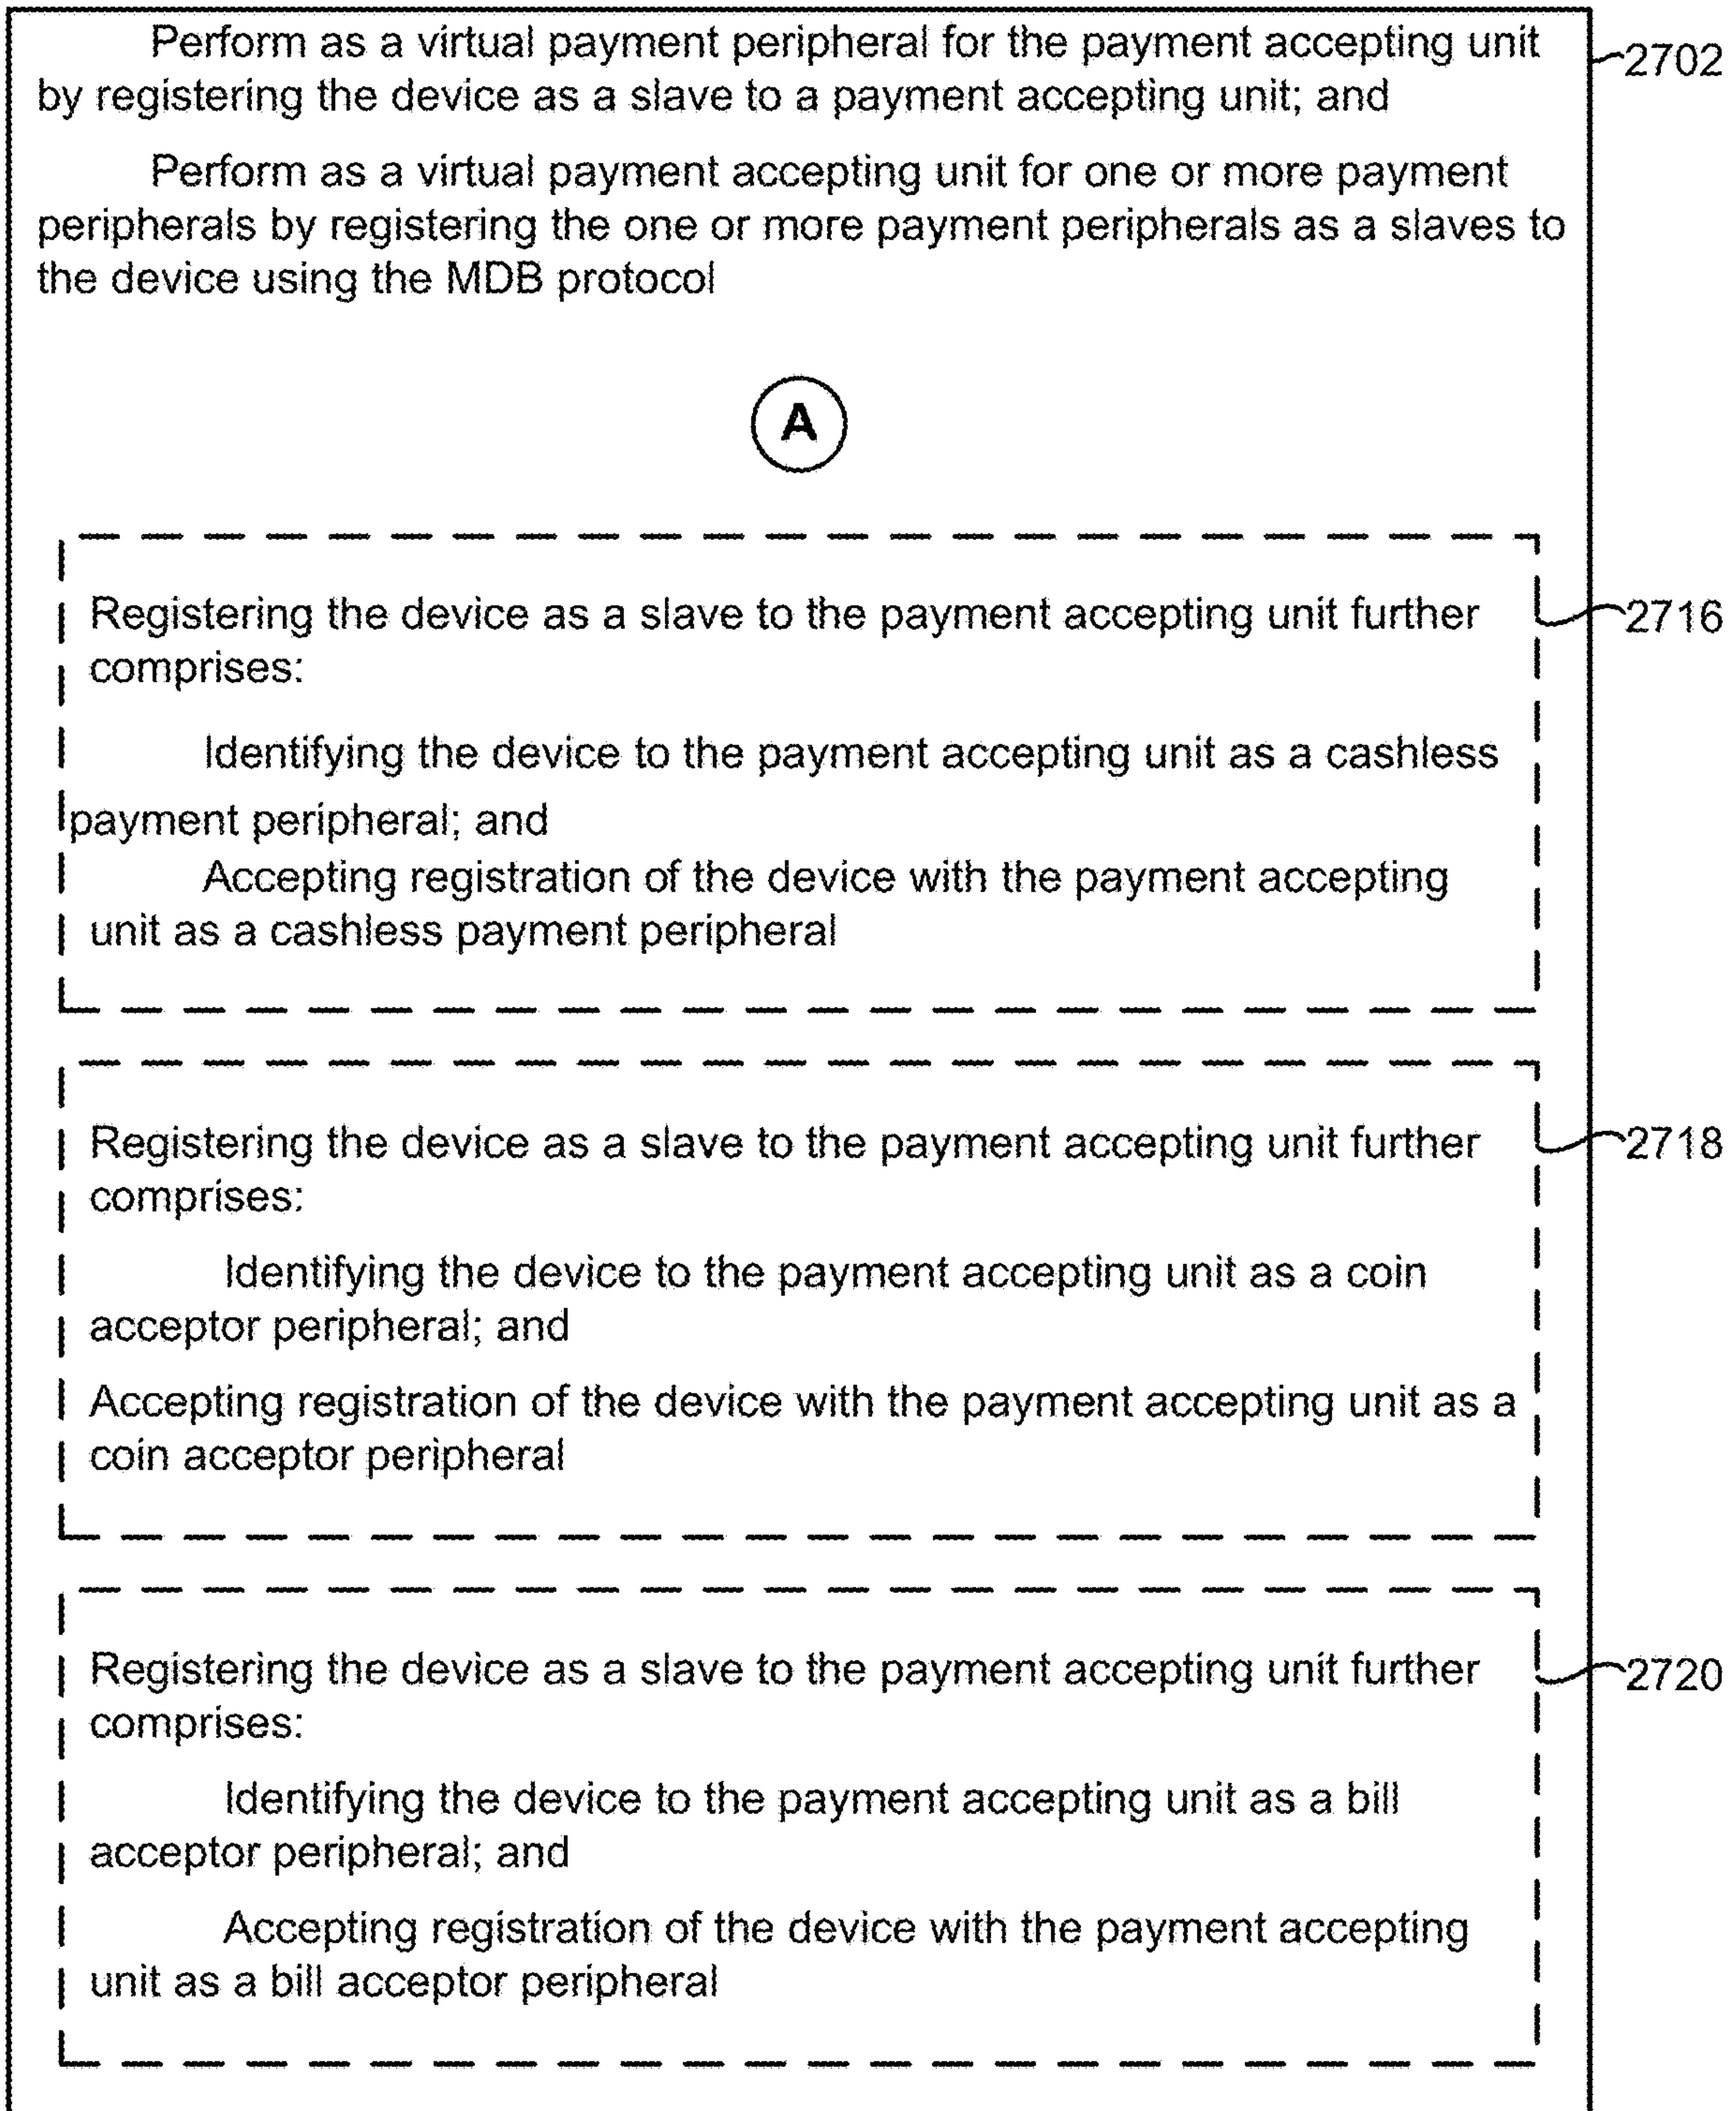 Perform as a virtual payment peripheral for the payment accepting unit
by registering the device as a slave to a payment accepting unit; and
2702
Perform as a virtual payment accepting unit for one or more payment
peripherals by registering the one or more payment peripherals as a slaves to
the device using the MDB protocol
A
Registering the device as a slave to the payment accepting unit further
comprises:
2716
Identifying the device to the payment accepting unit as a cashless
payment peripheral; and
Accepting registration of the device with the payment accepting
unit as a cashless payment peripheral
Registering the device as a slave to the payment accepting unit further
comprises:
2718
Identifying the device to the payment accepting unit as a coin
acceptor peripheral; and
Accepting registration of the device with the payment accepting unit as a
coin acceptor peripheral
Registering the device as a slave to the payment accepting unit further
comprises:
2720
Identifying the device to the payment accepting unit as a bill
acceptor peripheral; and
Accepting registration of the device with the payment accepting
unit as a bill acceptor peripheral